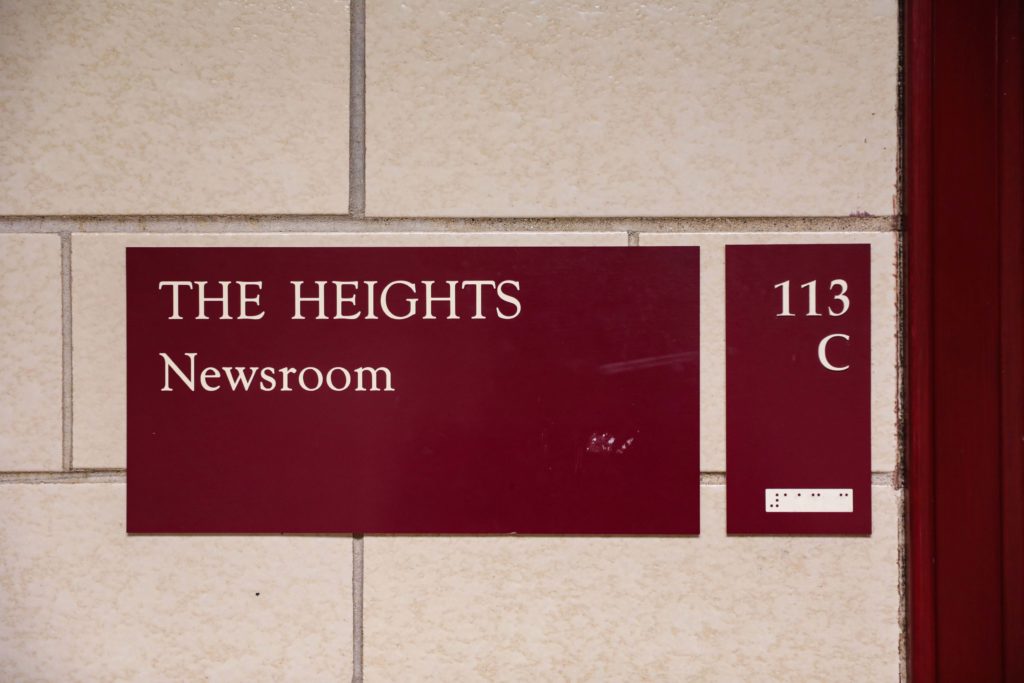 THE HEIGHTS
Newsroom
113
C
⠼⠁⠁⠉⠀⠉